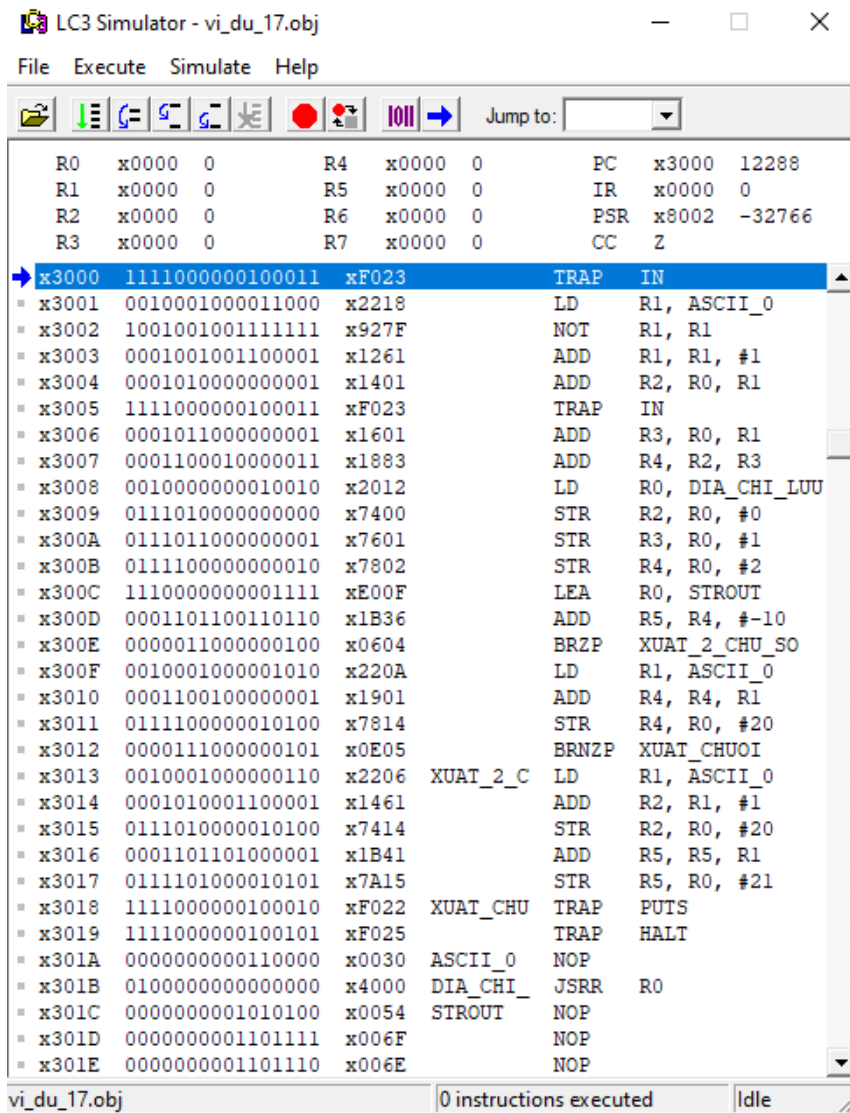 LC3 Simulator - vi_du_17.obj
File Execute Simulate Help
Jump to:
R0 x0000 0 R4 x0000 0 PC x3000 12288
R1 x0000 0 R5 x0000 0 IR x0000 0
R2 x0000 0 R6 x0000 0 PSR x8002 -32766
R3 x0000 0 R7 x0000 0 CC Z
x3000 1111000000100011 xF023 TRAP IN
x3001 0010001000011000 x2218 LD R1, ASCII_0
x3002 1001001001111111 x927F NOT R1, R1
x3003 0001001001100001 x1261 ADD R1, R1, #1
x3004 0001010000000001 x1401 ADD R2, R0, R1
x3005 1111000000100011 xF023 TRAP IN
x3006 0001011000000001 x1601 ADD R3, R0, R1
x3007 0001100010000011 x1883 ADD R4, R2, R3
x3008 0010000000010010 x2012 LD R0, DIA_CHI_LUU
x3009 0111010000000000 x7400 STR R2, R0, #0
x300A 0111011000000001 x7601 STR R3, R0, #1
x300B 0111100000000010 x7802 STR R4, R0, #2
x300C 1110000000001111 xE00F LEA R0, STROUT
x300D 0001101100110110 x1B36 ADD R5, R4, #-10
x300E 0000011000000100 x0604 BRZP XUAT_2_CHU_SO
x300F 0010001000001010 x220A LD R1, ASCII_0
x3010 0001100100000001 x1901 ADD R4, R4, R1
x3011 0111100000010100 x7814 STR R4, R0, #20
x3012 0000111000000101 x0E05 BRNZP XUAT_CHUOI
x3013 0010001000000110 x2206 XUAT_2_C LD R1, ASCII_0
x3014 0001010001100001 x1461 ADD R2, R1, #1
x3015 0111010000010100 x7414 STR R2, R0, #20
x3016 0001101101000001 x1B41 ADD R5, R5, R1
x3017 0111101000010101 x7A15 STR R5, R0, #21
x3018 1111000000100010 xF022 XUAT_CHU TRAP PUTS
x3019 1111000000100101 xF025 TRAP HALT
x301A 0000000000110000 x0030 ASCII_0 NOP
x301B 0100000000000000 x4000 DIA_CHI_ JSRR R0
x301C 0000000001010100 x0054 STROUT NOP
x301D 0000000001101111 x006F NOP
x301E 0000000001101110 x006E NOP
vi_du_17.obj 0 instructions executed Idle